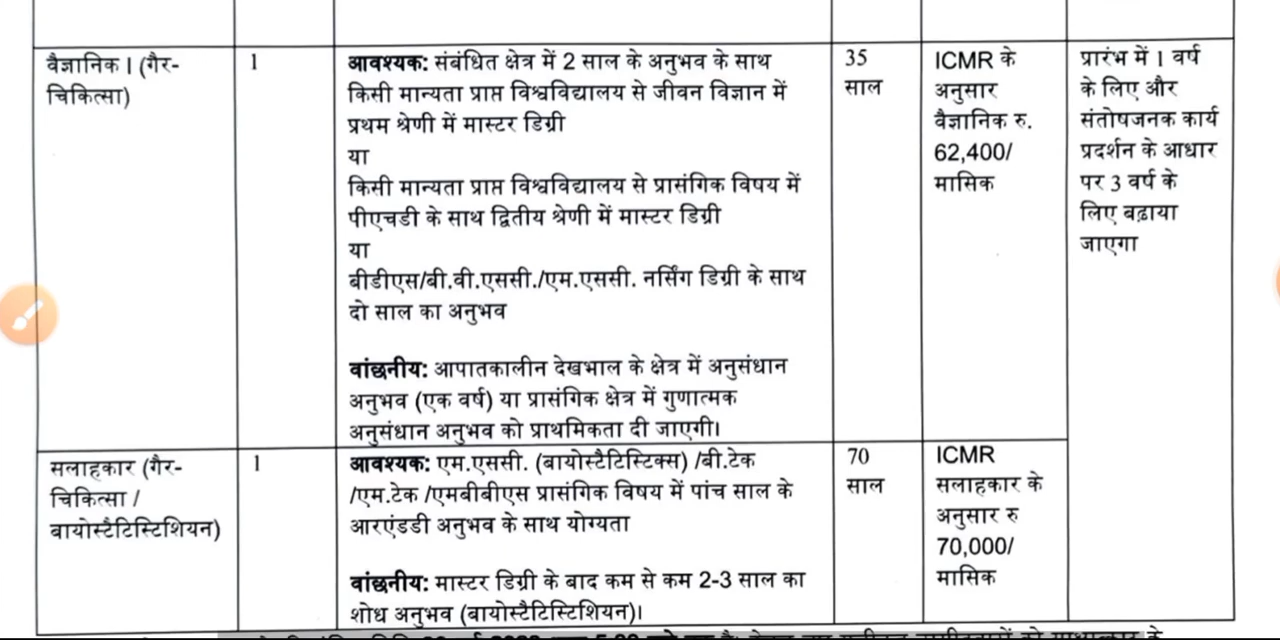 वैज्ञानिक I (गैर-
चिकित्सा)
1
आवश्यक: संबंधित क्षेत्र में 2 साल के अनुभव के साथ
किसी मान्यता प्राप्त विश्वविद्यालय से जीवन विज्ञान में
प्रथम श्रेणी में मास्टर डिग्री
या
किसी मान्यता प्राप्त विश्वविद्यालय से प्रासंगिक विषय में
पीएचडी के साथ द्वितीय श्रेणी में मास्टर डिग्री
या
बीडीएस/बी.वी.एससी./एम.एससी. नर्सिंग डिग्री के साथ
दो साल का अनुभव
वांछनीय: आपातकालीन देखभाल के क्षेत्र में अनुसंधान
अनुभव (एक वर्ष) या प्रासंगिक क्षेत्र में गुणात्मक
अनुसंधान अनुभव को प्राथमिकता दी जाएगी।
35
साल
ICMR के
अनुसार
वैज्ञानिक रु.
62,400/
मासिक
प्रारंभ में 1 वर्ष
के लिए और
संतोषजनक कार्य
प्रदर्शन के आधार
पर 3 वर्ष के
लिए बढ़ाया
जाएगा
सलाहकार (गैर-
चिकित्सा /
बायोस्टैटिस्टिशियन)
1
आवश्यक: एम.एससी. (बायोस्टैटिस्टिक्स) /बी.टेक
/एम.टेक /एमबीबीएस प्रासंगिक विषय में पांच साल के
आरएंडडी अनुभव के साथ योग्यता
वांछनीय: मास्टर डिग्री के बाद कम से कम 2-3 साल का
शोध अनुभव (बायोस्टैटिस्टिशियन)।
70
साल
ICMR
सलाहकार के
अनुसार रु
70,000/
मासिक